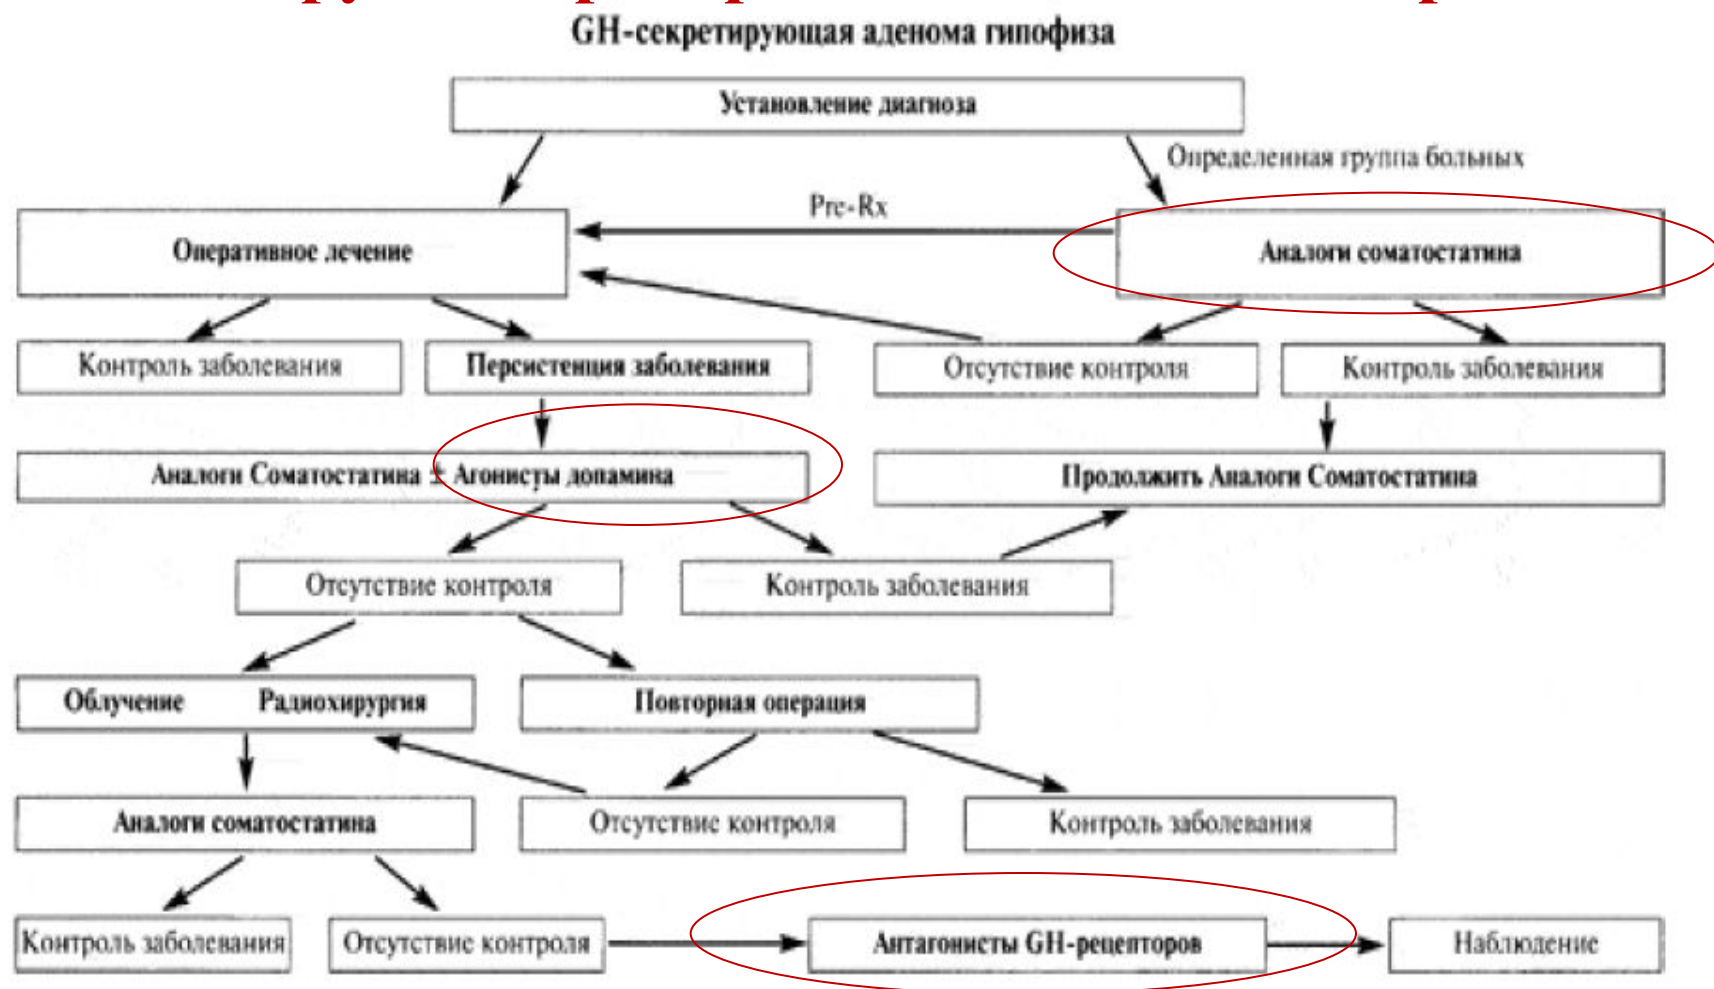 GH-секретирующая аденома гипофиза
Установление диагноза
Определенная группа больных
Pre-Rx
Оперативное лечение
Аналоги соматостатина
Контроль заболевания
Персистенция заболевания
Отсутствие контроля
Контроль заболевания
Аналоги Соматостатина ± Агонисты допамина
Продолжить Аналоги Соматостатина
Отсутствие контроля
Контроль заболевания
Облучение Радиохирургия
Повторная операция
Аналоги соматостатина
Отсутствие контроля
Контроль заболевания
Контроль заболевания
Отсутствие контроля
Антагонисты GH-рецепторов
Наблюдение